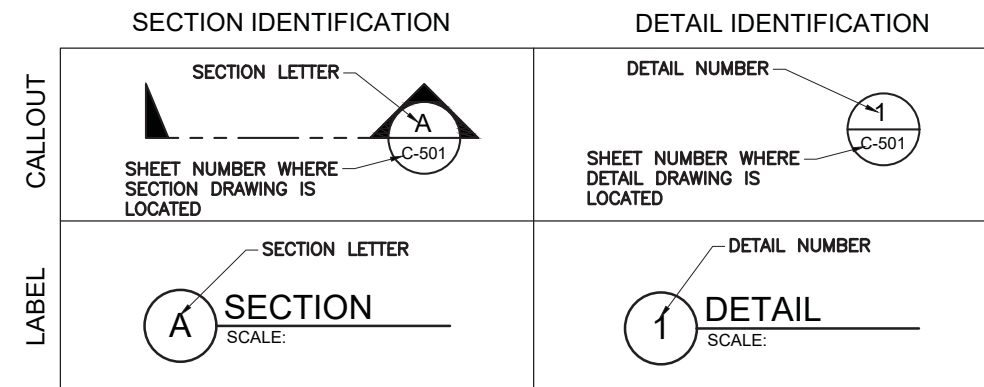 SECTION IDENTIFICATION
DETAIL IDENTIFICATION
CALLOUT
SECTION LETTER
A
C-501
SHEET NUMBER WHERE
SECTION DRAWING IS
LOCATED
DETAIL NUMBER
1
C-501
SHEET NUMBER WHERE
DETAIL DRAWING IS
LOCATED
LABEL
SECTION LETTER
A
SECTION
SCALE:
DETAIL NUMBER
1
DETAIL
SCALE: